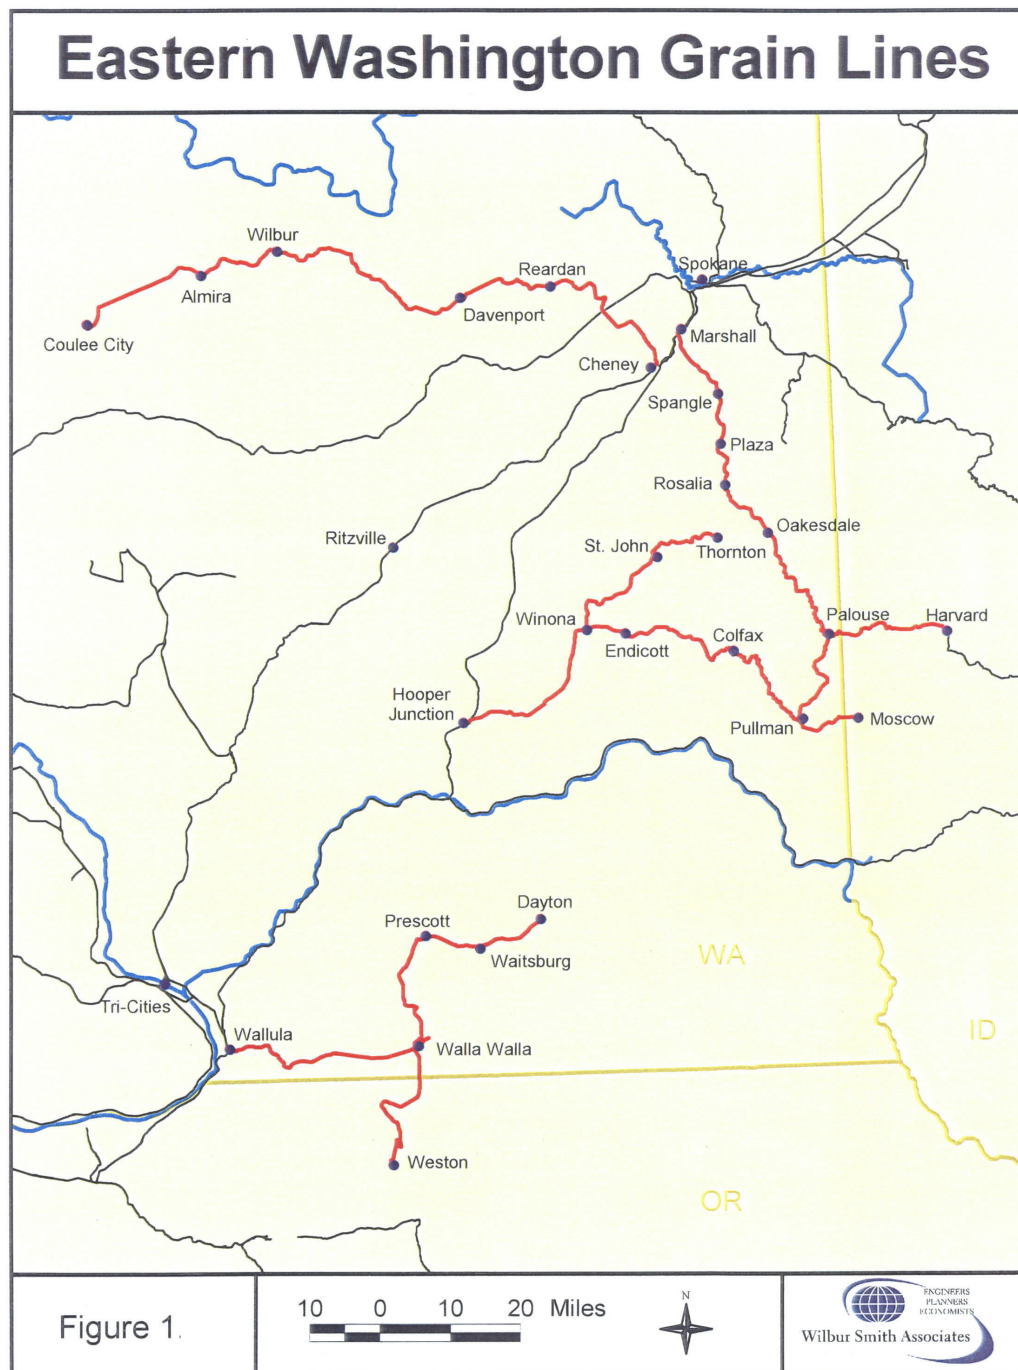 Eastern Washington Grain Lines
Wilbur
Almira
Coulee City
Reardan
Davenport
Spokane
Marshall
Cheney
Spangle
Plaza
Rosalia
Ritzville
Oakesdale
St. John
Thornton
Winona
Endicott
Colfax
Palouse
Harvard
Hooper
Junction
Pullman
Moscow
Dayton
Prescott
Waitsburg
WA
Tri-Cities
Wallula
Walla Walla
ID
Weston
OR
Figure 1.
10 0 10 20 Miles
N
ENGINEERS
PLANNERS
ECONOMISTS
Wilbur Smith Associates